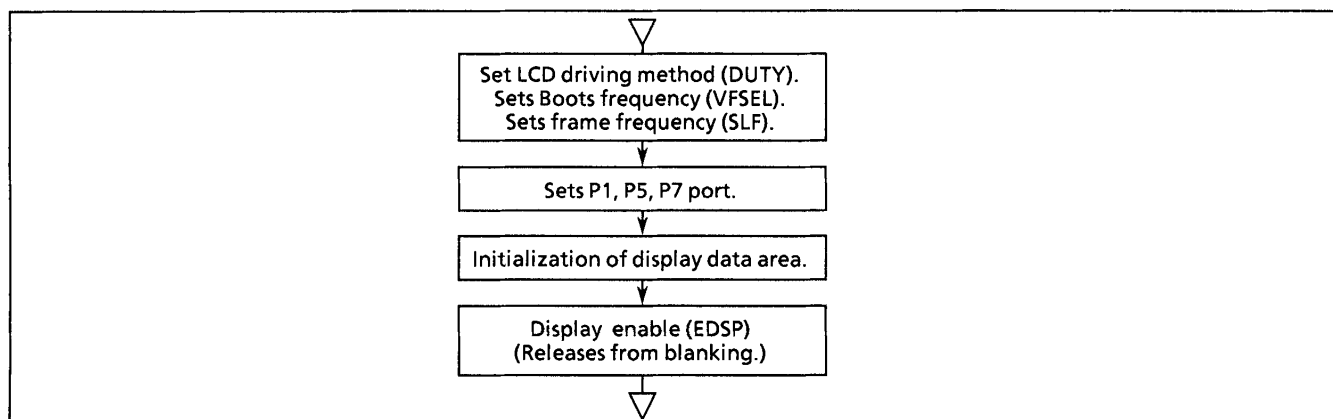 Set LCD driving method (DUTY).
Sets Boots frequency (VFSEL).
Sets frame frequency (SLF).
Sets P1, P5, P7 port.
Initialization of display data area.
Display enable (EDSP)
(Releases from blanking.)